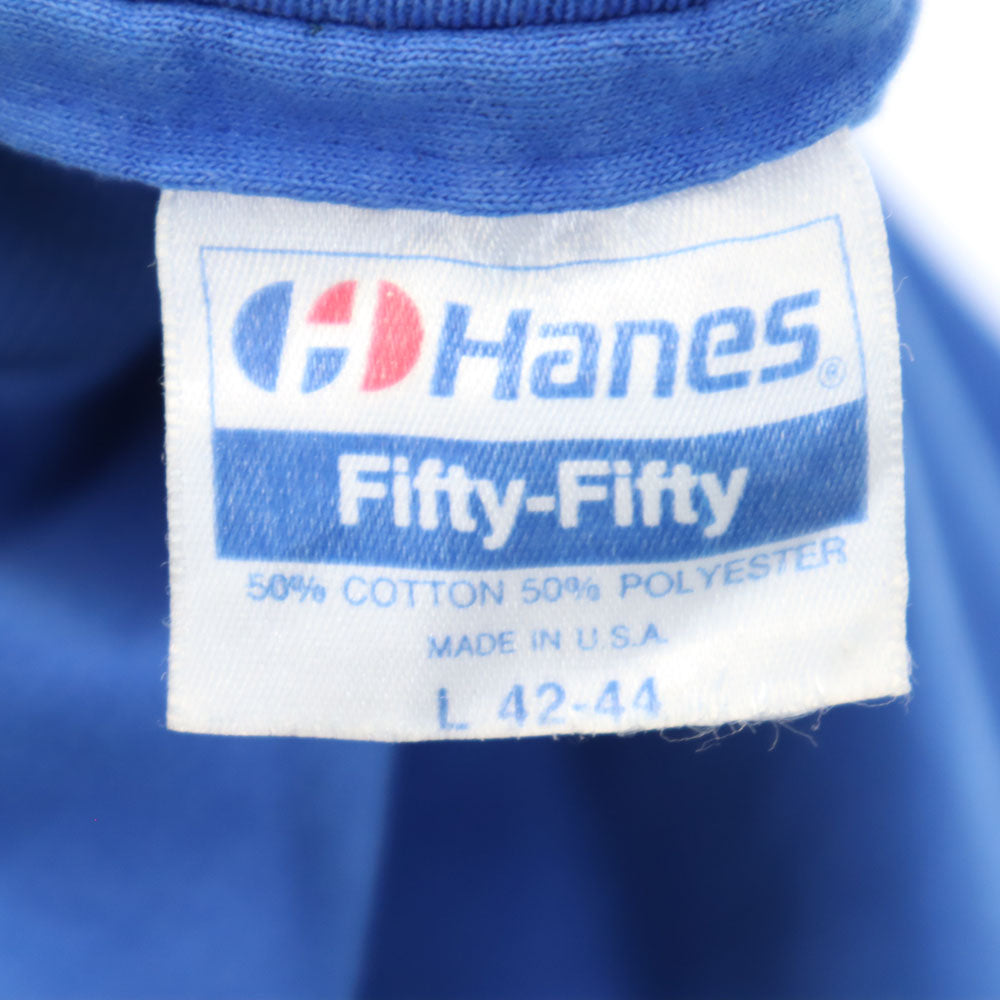 Hanes®
Fifty-Fifty
50% COTTON 50% POLYESTER
MADE IN U.S.A.
L 42-44